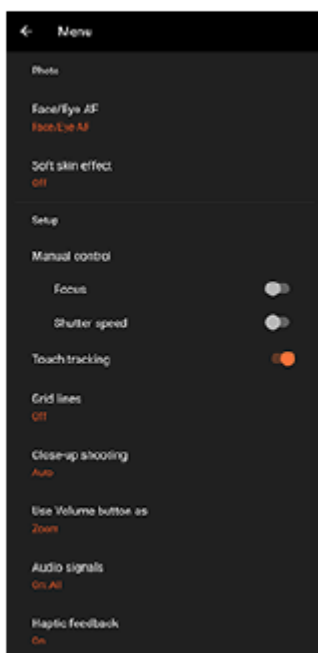 Menu
Photo
Face/Eye AF
Face/Eye AF
Soft skin effect
Off
Setup
Manual control
Focus
Shutter speed
Touch tracking
Grid lines
Off
Close-up shooting
Auto
Use Volume button as
Zoom
Audio signals
On: All
Haptic feedback
On